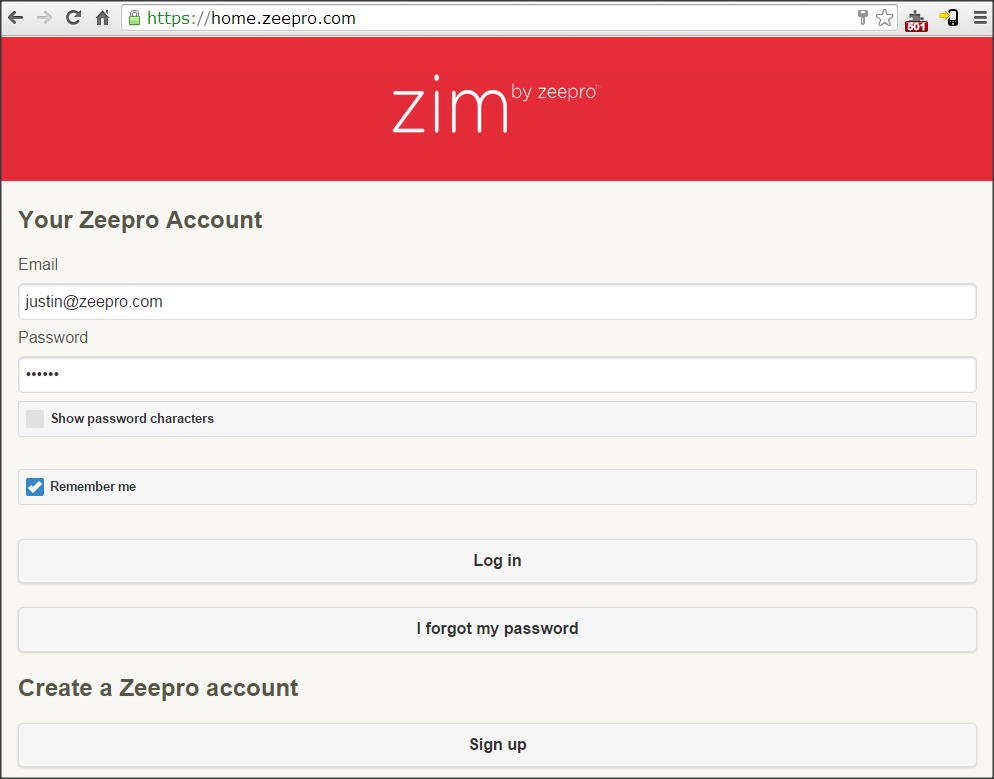 https://home.zeepro.com
501
zim by zeepro™
Your Zeepro Account
Email
justin@zeepro.com
Password
••••••
Show password characters
Remember me
Log in
I forgot my password
Create a Zeepro account
Sign up